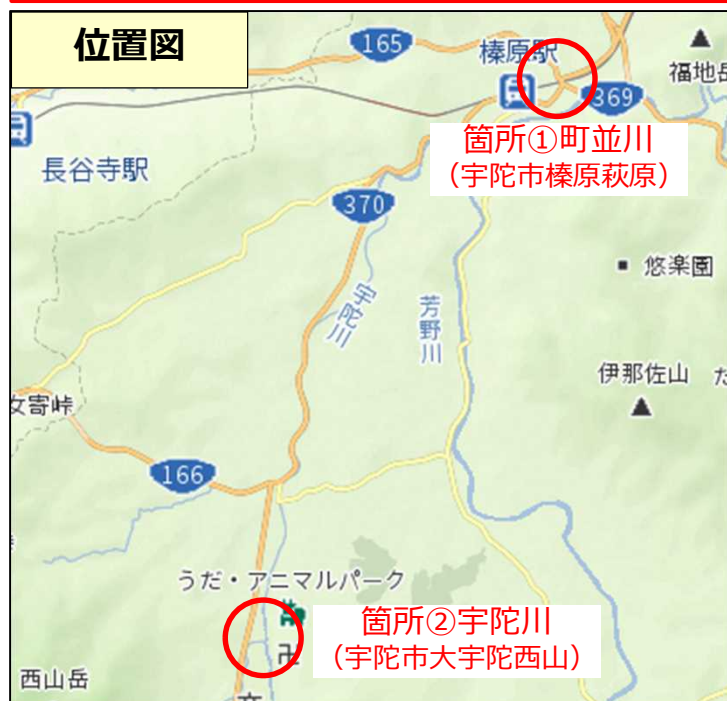 位置図
165
榛原駅
福地岳
369
長谷寺駅
箇所①町並川
（宇陀市榛原萩原）
370
悠楽園
宇陀川
芳野川
伊那佐山
女寄峠
166
うだ・アニマルパーク
箇所②宇陀川
（宇陀市大宇陀西山）
西山岳